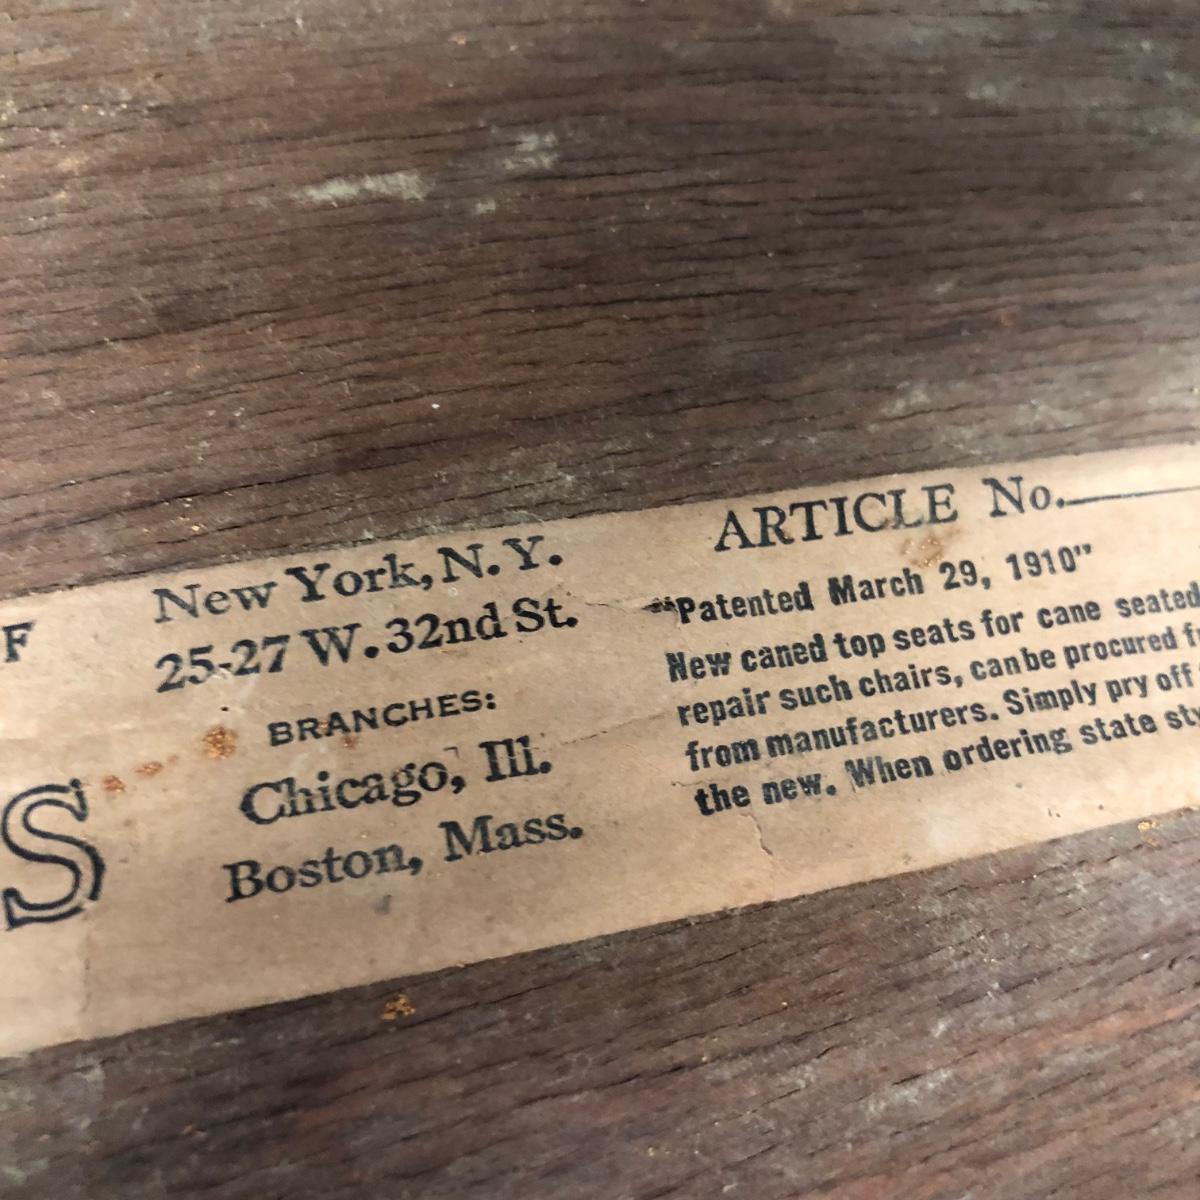 F
S
New York, N. Y.
25-27 W. 32nd St.
BRANCHES:
Chicago, Ill.
Boston, Mass.
ARTICLE No.
"Patented March 29, 1910"
New caned top seats for cane seated
repair such chairs, can be procured
from manufacturers. Simply pry off
the new. When ordering state